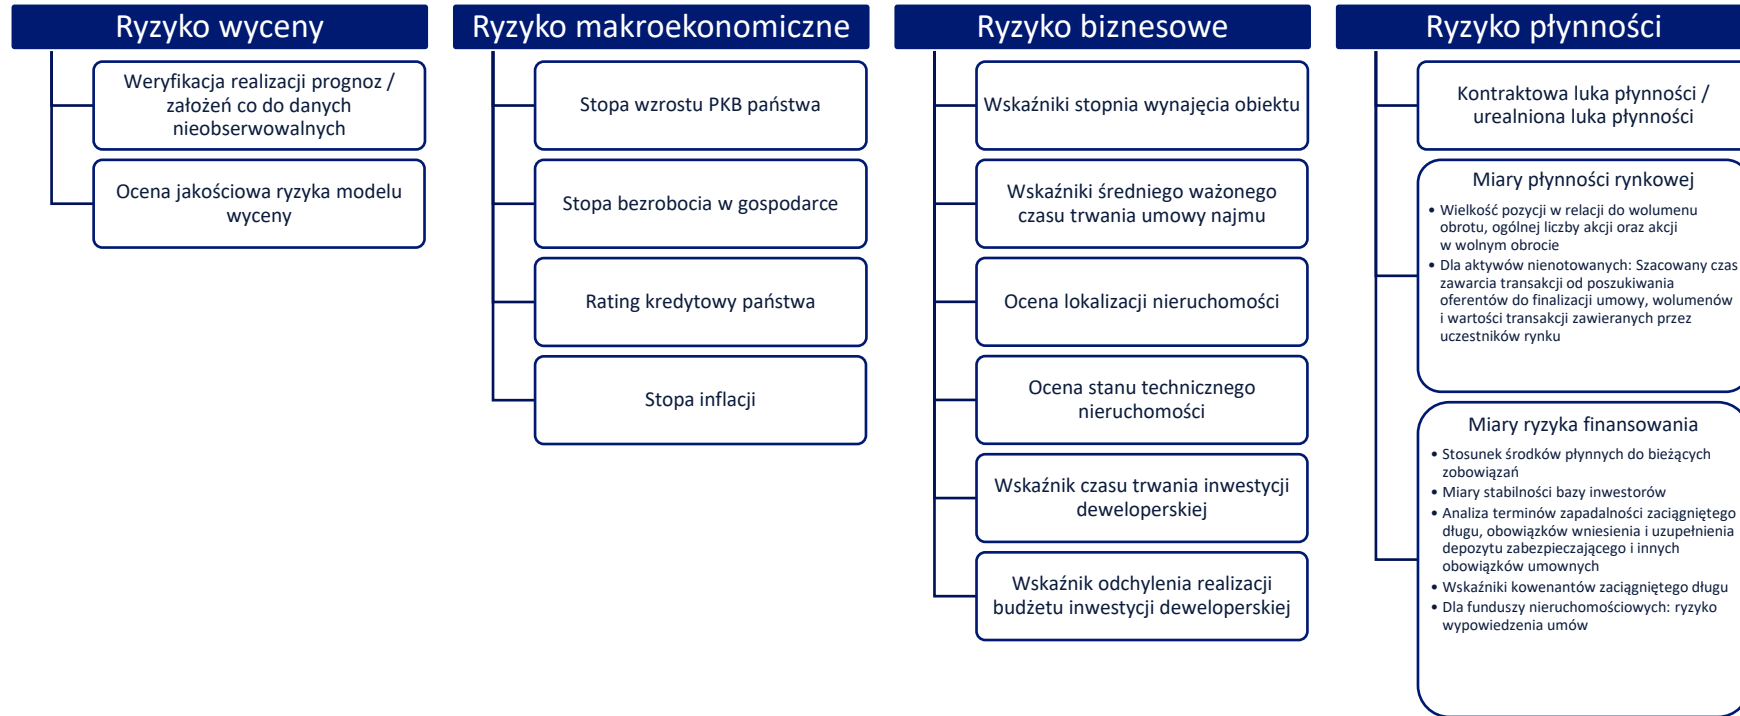 Ryzyko wyceny
Weryfikacja realizacji prognoz /
założeń co do danych
nieobserwowalnych
Ocena jakościowa ryzyka modelu
wyceny
Ryzyko makroekonomiczne
Stopa wzrostu PKB państwa
Stopa bezrobocia w gospodarce
Rating kredytowy państwa
Stopa inflacji
Ryzyko biznesowe
Wskaźniki stopnia wynajęcia obiektu
Wskaźniki średniego ważonego
czasu trwania umowy najmu
Ocena lokalizacji nieruchomości
Ocena stanu technicznego
nieruchomości
Wskaźnik czasu trwania inwestycji
deweloperskiej
Wskaźnik odchylenia realizacji
budżetu inwestycji deweloperskiej
Ryzyko płynności
Kontraktowa luka płynności /
urealniona luka płynności
Miary płynności rynkowej
• Wielkość pozycji w relacji do wolumenu
obrotu, ogólnej liczby akcji oraz akcji
w wolnym obrocie
• Dla aktywów nienotowanych: Szacowany czas
zawarcia transakcji od poszukiwania
oferentów do finalizacji umowy, wolumenów
i wartości transakcji zawieranych przez
uczestników rynku
Miary ryzyka finansowania
• Stosunek środków płynnych do bieżących
zobowiązań
• Miary stabilności bazy inwestorów
• Analiza terminów zapadalności zaciągniętego
długu, obowiązków wniesienia i uzupełnienia
depozytu zabezpieczającego i innych
obowiązków umownych
• Wskaźniki kowenantów zaciągniętego długu
• Dla funduszy nieruchomościowych: ryzyko
wypowiedzenia umów